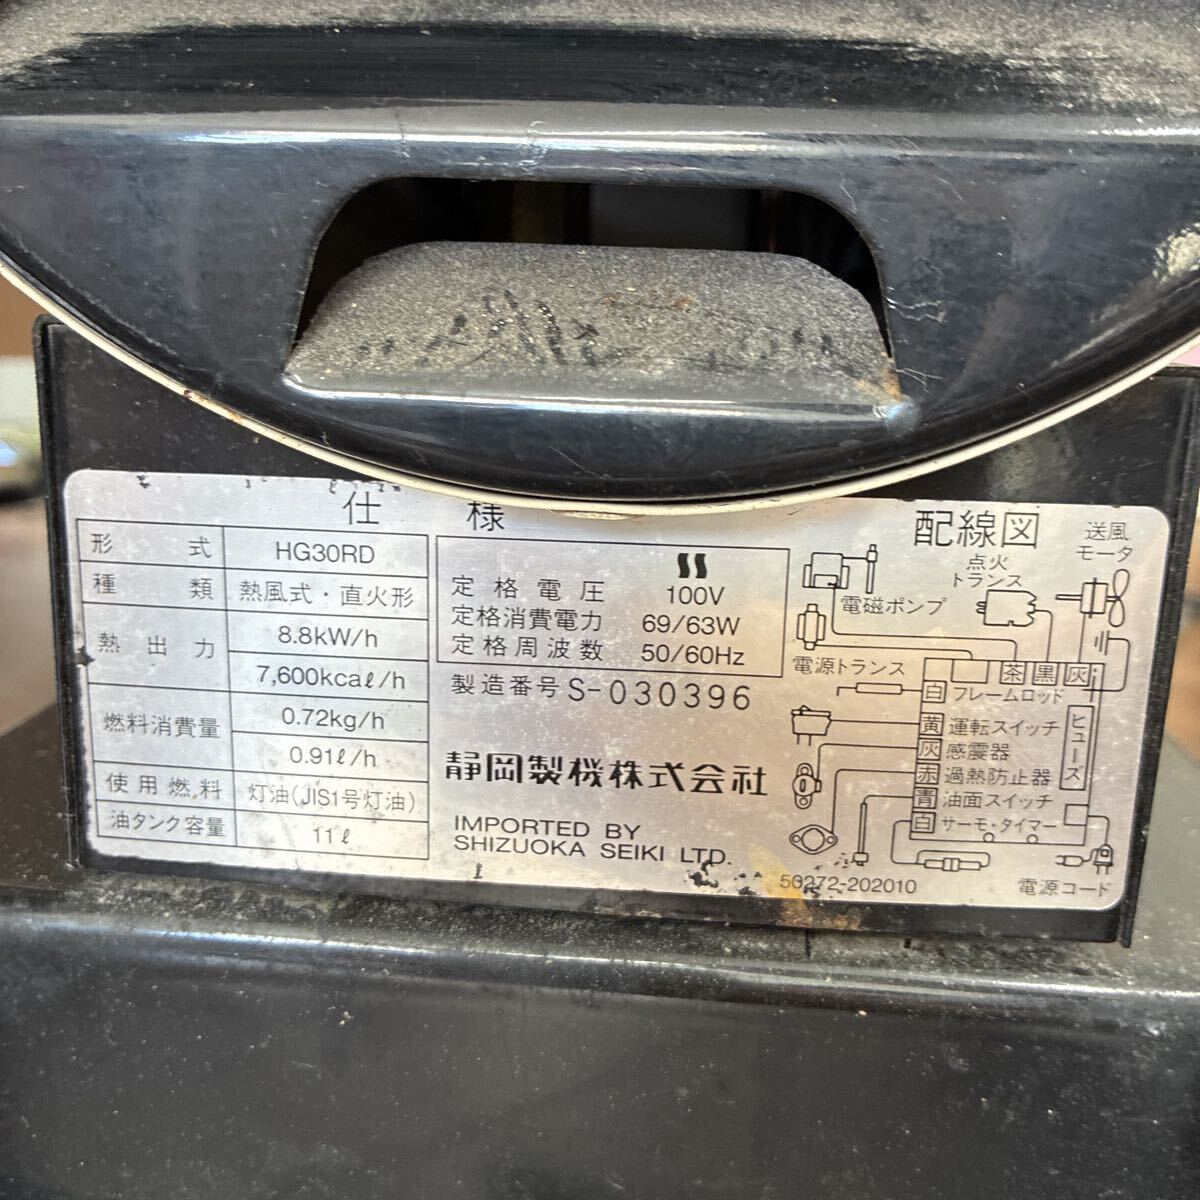 仕様
形式 HG30RD
種類 熱風式・直火形
熱出力 8.8kW/h
7,600kcaℓ/h
燃料消費量 0.72kg/h
0.91ℓ/h
使用燃料 灯油(JIS1号灯油)
油タンク容量 11ℓ
定格電圧 100V
定格消費電力 69/63W
定格周波数 50/60Hz
製造番号 S-030396
静岡製機株式会社
IMPORTED BY
SHIZUOKA SEIKI LTD.
配線図
送風
モータ
点火
トランス
電磁ポンプ
電源トランス
茶 黒 灰
白 フレームロッド
黄 運転スイッチ
灰 感震器
赤 過熱防止器
青 油面スイッチ
白 サーモ・タイマー
ヒューズ
電源コード
50272-202010